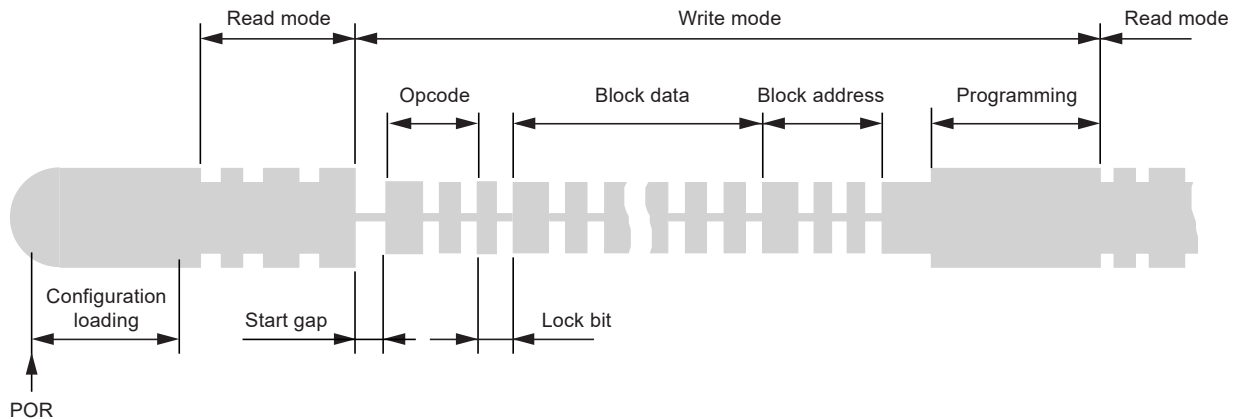 Read mode
Write mode
Read mode
Opcode
Block data
Block address
Programming
Configuration
loading
Start gap
Lock bit
POR